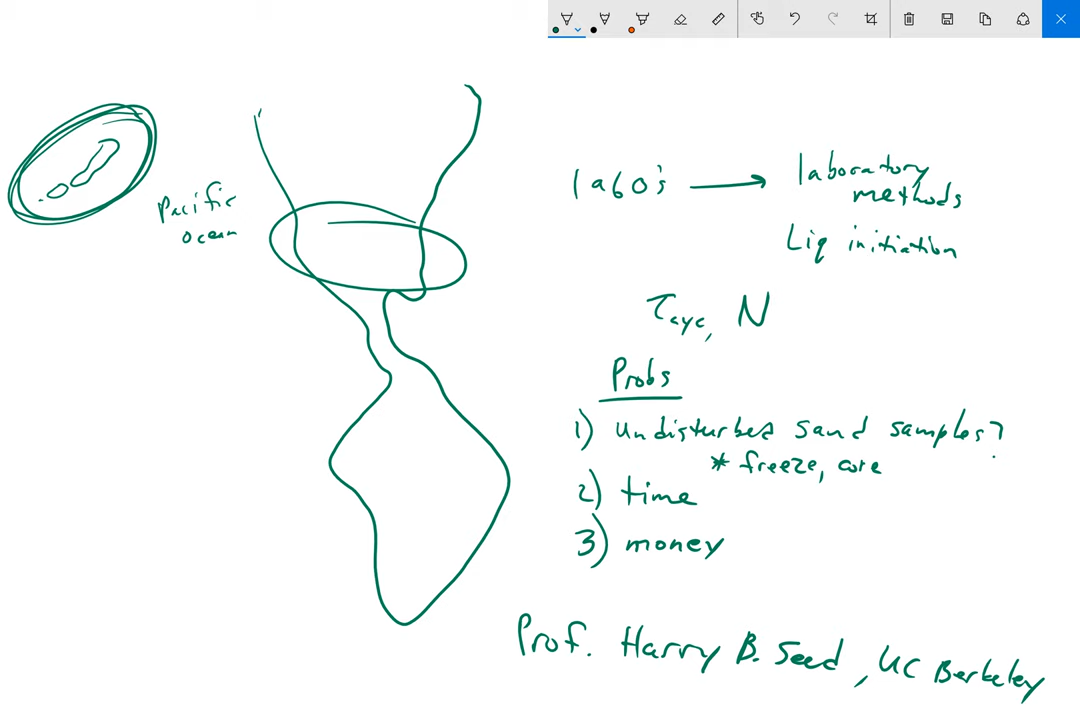 Pacific
ocean
1960's → laboratory
methods
Liq initiation
τcyc, N
Probs
1) Undisturbed sand samples?
* freeze, core
2) time
3) money
Prof. Harry B. Seed, UC Berkeley